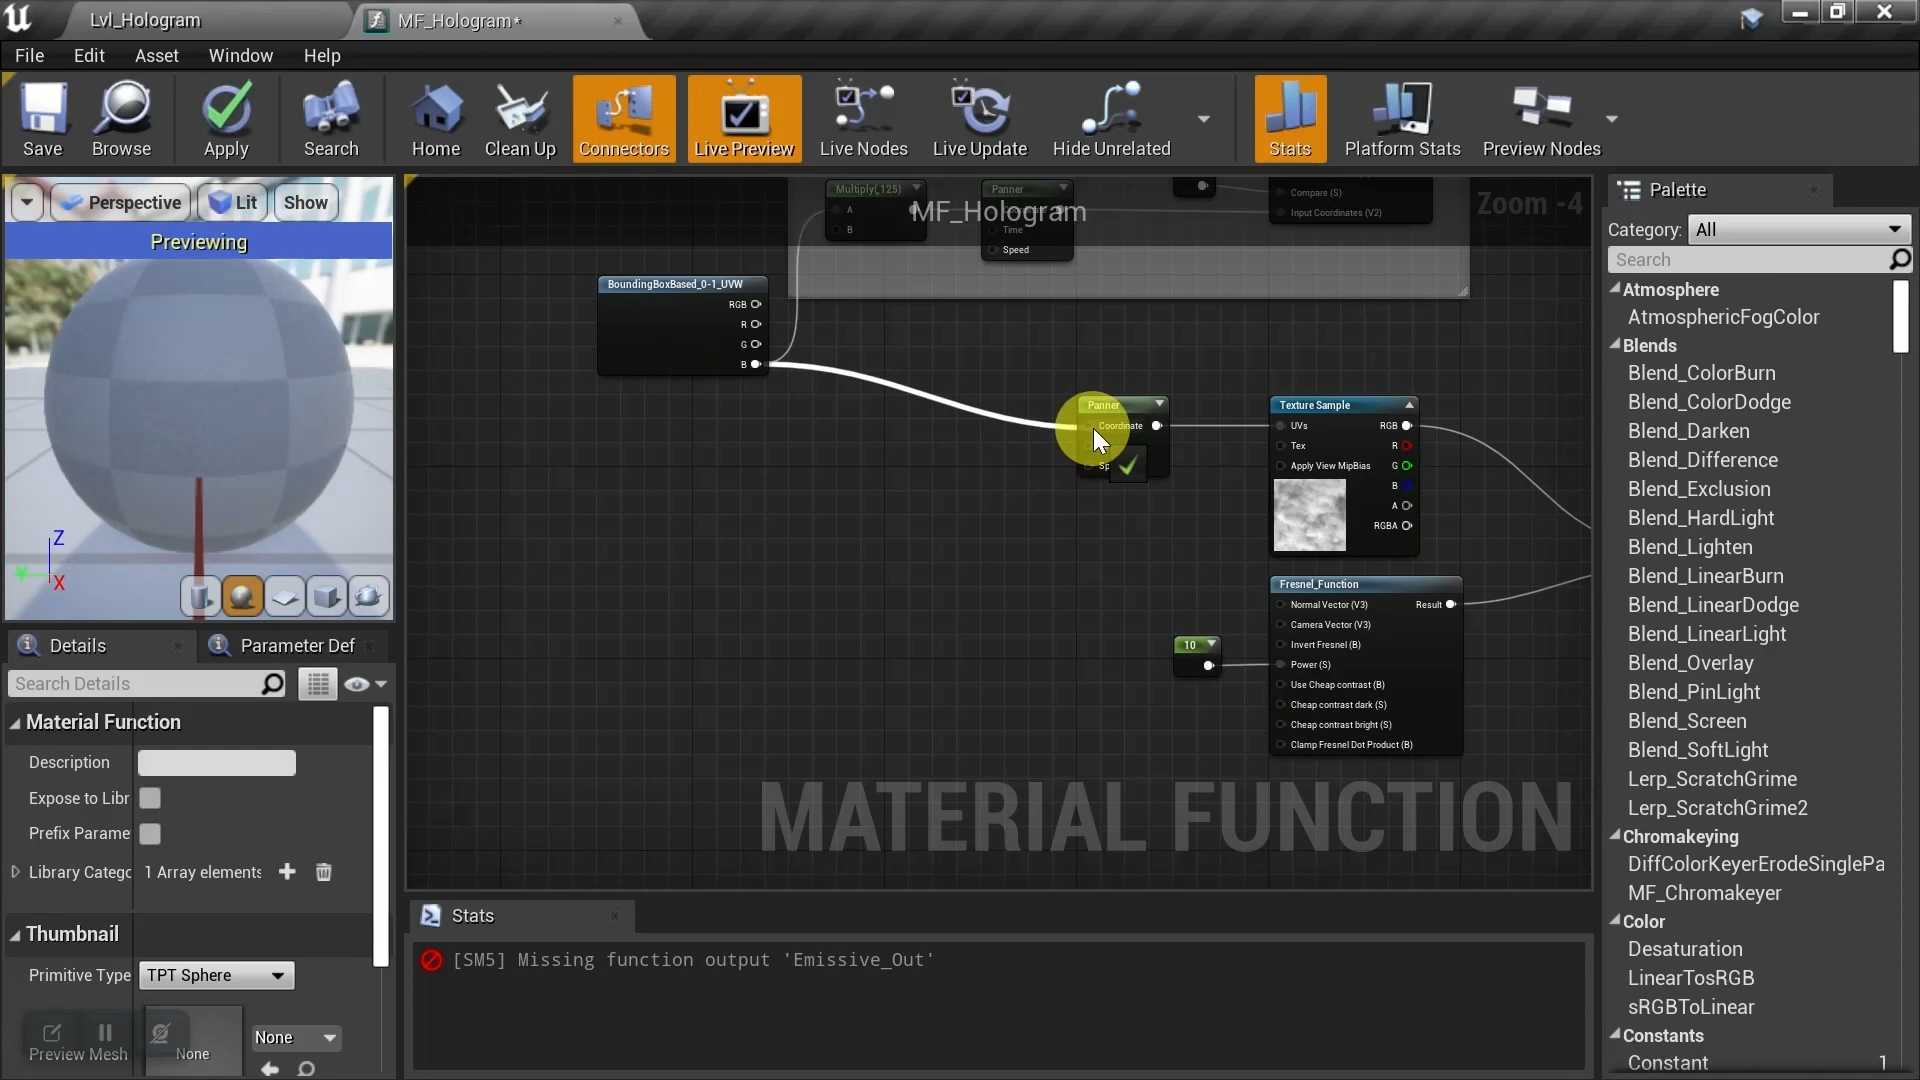 Lvl_Hologram
MF_Hologram*
File
Edit
Asset
Window
Help
Save
Browse
Apply
Search
Home
Clean Up
Connectors
Live Preview
Live Nodes
Live Update
Hide Unrelated
Stats
Platform Stats
Preview Nodes
Perspective
Lit
Show
Previewing
Z
Y
X
Details
Parameter Def
Search Details
Material Function
Description
Expose to Libr
Prefix Parame
Library Catego
1 Array elements
Thumbnail
Primitive Type
TPT Sphere
Preview Mesh
None
None
MF_Hologram
Zoom -4
Multiply(,125)
A
B
Panner
Time
Speed
Compare (S)
Input Coordinates (V2)
BoundingBoxBased_0-1_UVW
RGB
R
G
B
Panner
Coordinate
Sp
Texture Sample
UVs
RGB
Tex
R
Apply View MipBias
G
B
A
RGBA
Fresnel_Function
Normal Vector (V3)
Result
Camera Vector (V3)
Invert Fresnel (B)
10
Power (S)
Use Cheap contrast (B)
Cheap contrast dark (S)
Cheap contrast bright (S)
Clamp Fresnel Dot Product (B)
MATERIAL FUNCTION
Stats
[SM5] Missing function output 'Emissive_Out'
Palette
Category:
All
Search
Atmosphere
AtmosphericFogColor
Blends
Blend_ColorBurn
Blend_ColorDodge
Blend_Darken
Blend_Difference
Blend_Exclusion
Blend_HardLight
Blend_Lighten
Blend_LinearBurn
Blend_LinearDodge
Blend_LinearLight
Blend_Overlay
Blend_PinLight
Blend_Screen
Blend_SoftLight
Lerp_ScratchGrime
Lerp_ScratchGrime2
Chromakeying
DiffColorKeyerErodeSinglePa
MF_Chromakeyer
Color
Desaturation
LinearTosRGB
sRGBToLinear
Constants
Constant
1